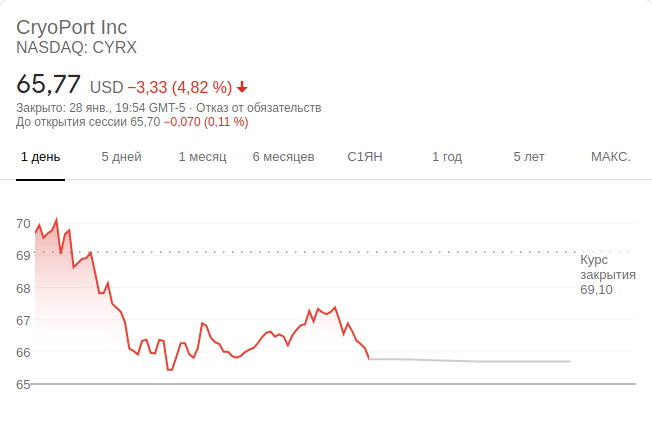 CryoPort Inc
NASDAQ: CYRX
65,77 USD −3,33 (4,82 %)
Закрыто: 28 янв., 19:54 GMT-5 · Отказ от обязательств
До открытия сессии 65,70 −0,070 (0,11 %)
1 день 5 дней 1 месяц 6 месяцев С1ЯН 1 год 5 лет МАКС.
70
69
68
67
66
65
Курс
закрытия
69,10